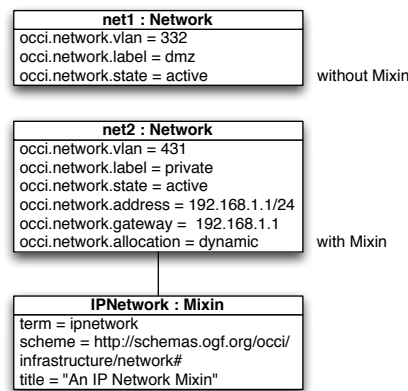 net1 : Network
occi.network.vlan = 332
occi.network.label = dmz
occi.network.state = active
without Mixin
net2 : Network
occi.network.vlan = 431
occi.network.label = private
occi.network.state = active
occi.network.address = 192.168.1.1/24
occi.network.gateway = 192.168.1.1
occi.network.allocation = dynamic
with Mixin
IPNetwork : Mixin
term = ipnetwork
scheme = http://schemas.ogf.org/occi/
infrastructure/network#
title = "An IP Network Mixin"